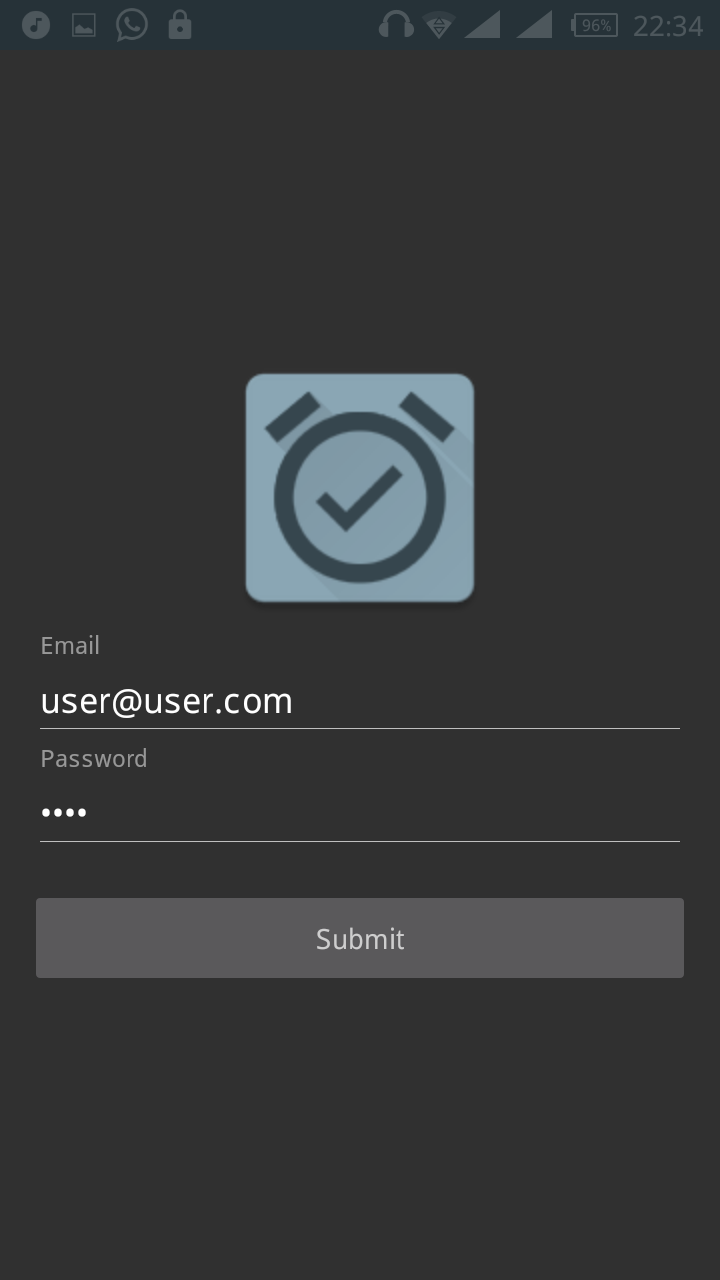 96% 22:34
Email
user@user.com
Password
••••
Submit